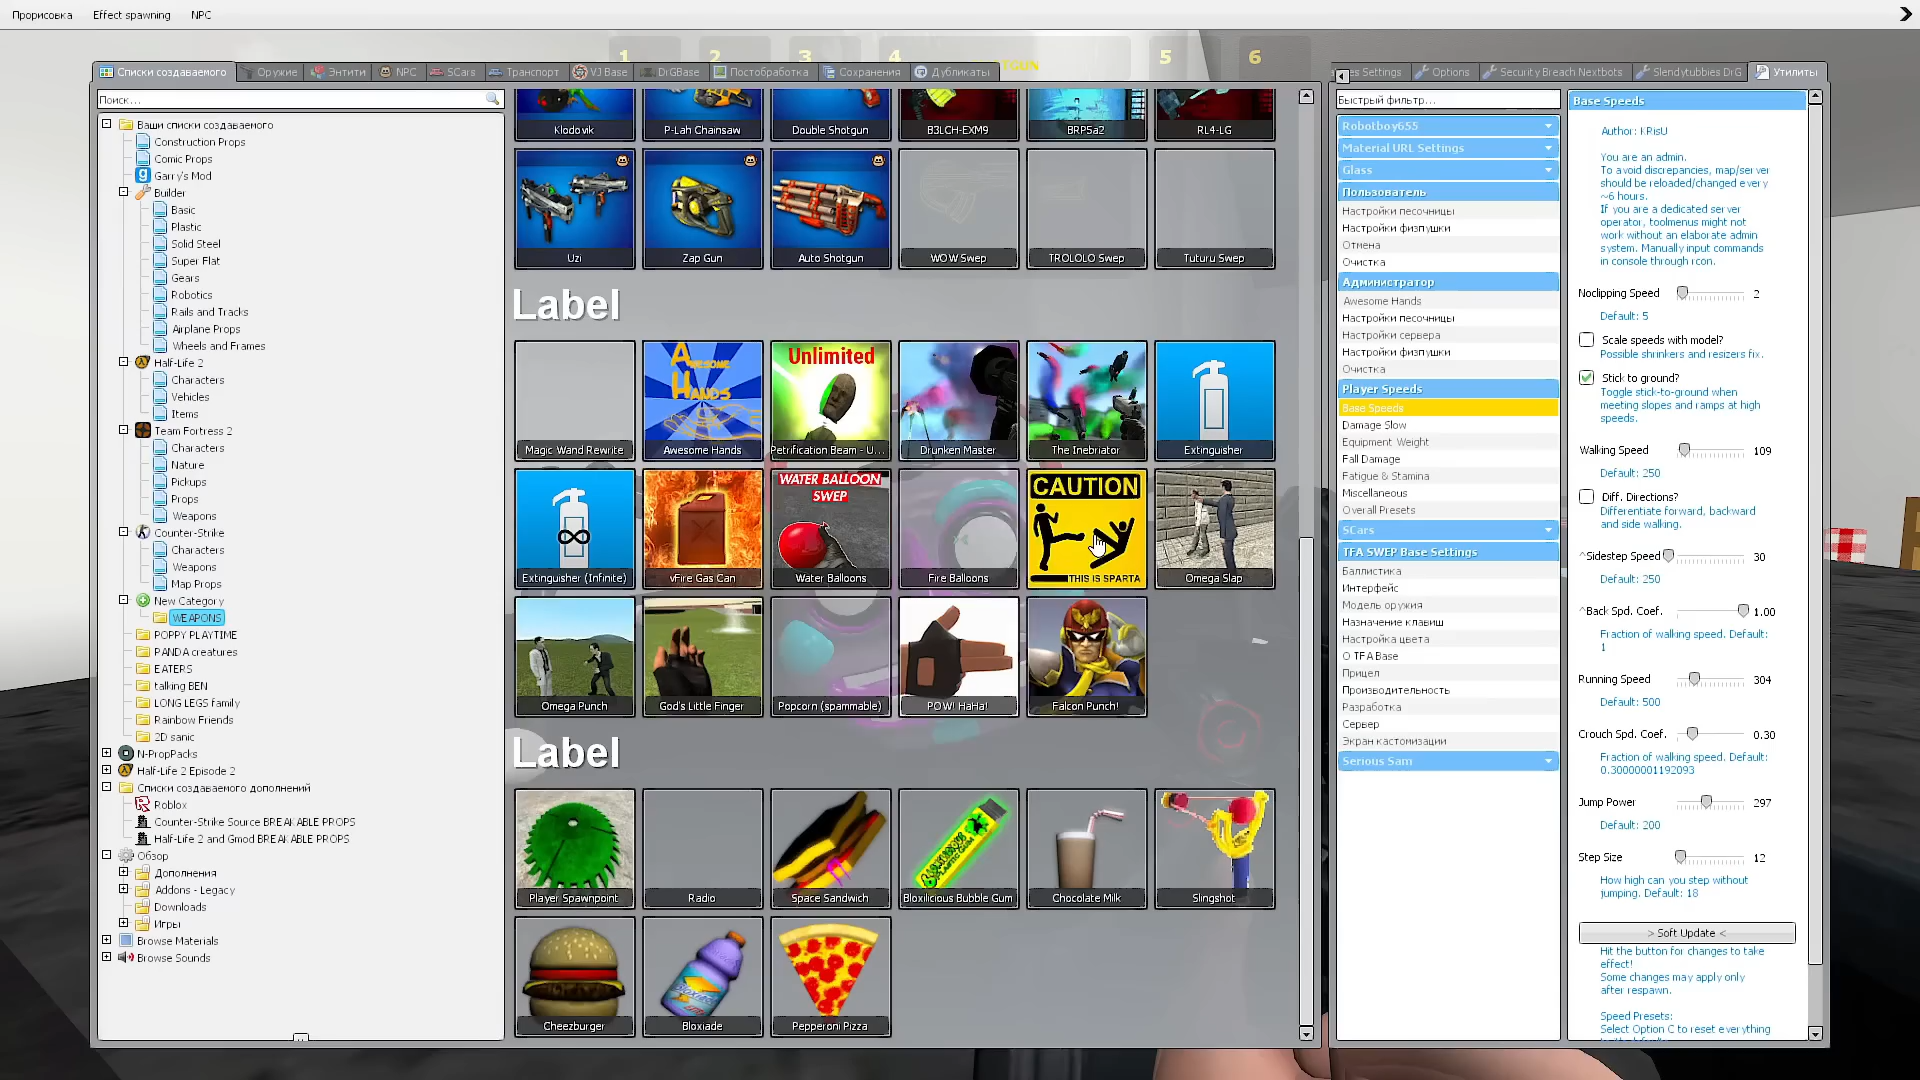 Прорисовка
Effect spawning
NPC
1
2
3
4
5
6
Списки создаваемого
Оружие
Энтити
NPC
SCars
Транспорт
VJ Base
DrGBase
Постобработка
Сохранения
Дубликаты
Поиск...
Ваши списки создаваемого
Construction Props
Comic Props
Garry's Mod
Builder
Basic
Plastic
Solid Steel
Super Flat
Gears
Robotics
Rails and Tracks
Airplane Props
Wheels and Frames
Half-Life 2
Characters
Vehicles
Items
Team Fortress 2
Characters
Nature
Pickups
Props
Weapons
Counter-Strike
Characters
Weapons
Map Props
New Category
WEAPONS
POPPY PLAYTIME
PANDA creatures
EATERS
talking BEN
LONG LEGS family
Rainbow Friends
2D sanic
N-PropPacks
Half-Life 2 Episode 2
Списки создаваемого дополнений
Roblox
Counter-Strike Source BREAKABLE PROPS
Half-Life 2 and Gmod BREAKABLE PROPS
Обзор
Дополнения
Addons - Legacy
Downloads
Игры
Browse Materials
Browse Sounds
Klodovik
P-Lah Chainsaw
Double Shotgun
B3LCH-EXM9
BRP5a2
RL4-LG
Uzi
Zap Gun
Auto Shotgun
WOW Swep
TROLOLO Swep
Tuturu Swep
Label
Magic Wand Rewrite
AWESOME HANDS
Awesome Hands
Unlimited
Petrification Beam - U...
Drunken Master
The Inebriator
Extinguisher
Extinguisher (Infinite)
vFire Gas Can
WATER BALLOON
SWEP
Water Balloons
Fire Balloons
CAUTION
THIS IS SPARTA
Omega Slap
Omega Punch
God's Little Finger
Popcorn (spammable)
POW! HaHa!
Falcon Punch!
Label
Player Spawnpoint
Radio
Space Sandwich
Bloxilicious Bubble Gum
Chocolate Milk
Slingshot
Cheezburger
Bloxiade
Pepperoni Pizza
es Settings
Options
Security Breach Nextbots
Slendytubbies DrG
Утилиты
Быстрый фильтр...
Robotboy655
Material URL Settings
Glass
Пользователь
Настройки песочницы
Настройки физпушки
Отмена
Очистка
Администратор
Awesome Hands
Настройки песочницы
Настройки сервера
Настройки физпушки
Очистка
Player Speeds
Base Speeds
Damage Slow
Equipment Weight
Fall Damage
Fatigue & Stamina
Miscellaneous
Overall Presets
SCars
TFA SWEP Base Settings
Баллистика
Интерфейс
Модель оружия
Назначение клавиш
Настройка цвета
О TFA Base
Прицел
Производительность
Разработка
Сервер
Экран кастомизации
Serious Sam
Base Speeds
Author: KRisU
You are an admin.
To avoid discrepancies, map/server
should be reloaded/changed every
~6 hours.
If you are a dedicated server
operator, toolmenus might not
work without an elaborate admin
system. Manually input commands
in console through rcon.
Noclipping Speed 2
Default: 5
Scale speeds with model?
Possible shrinkers and resizers fix.
Stick to ground?
Toggle stick-to-ground when
meeting slopes and ramps at high
speeds.
Walking Speed 109
Default: 250
Diff. Directions?
Differentiate forward, backward
and side walking.
^Sidestep Speed 30
Default: 250
^Back Spd. Coef. 1.00
Fraction of walking speed. Default:
1
Running Speed 304
Default: 500
Crouch Spd. Coef. 0.30
Fraction of walking speed. Default:
0.30000001192093
Jump Power 297
Default: 200
Step Size 12
How high can you step without
jumping. Default: 18
> Soft Update <
Hit the button for changes to take
effect!
Some changes may apply only
after respawn.
Speed Presets:
Select Option C to reset everything